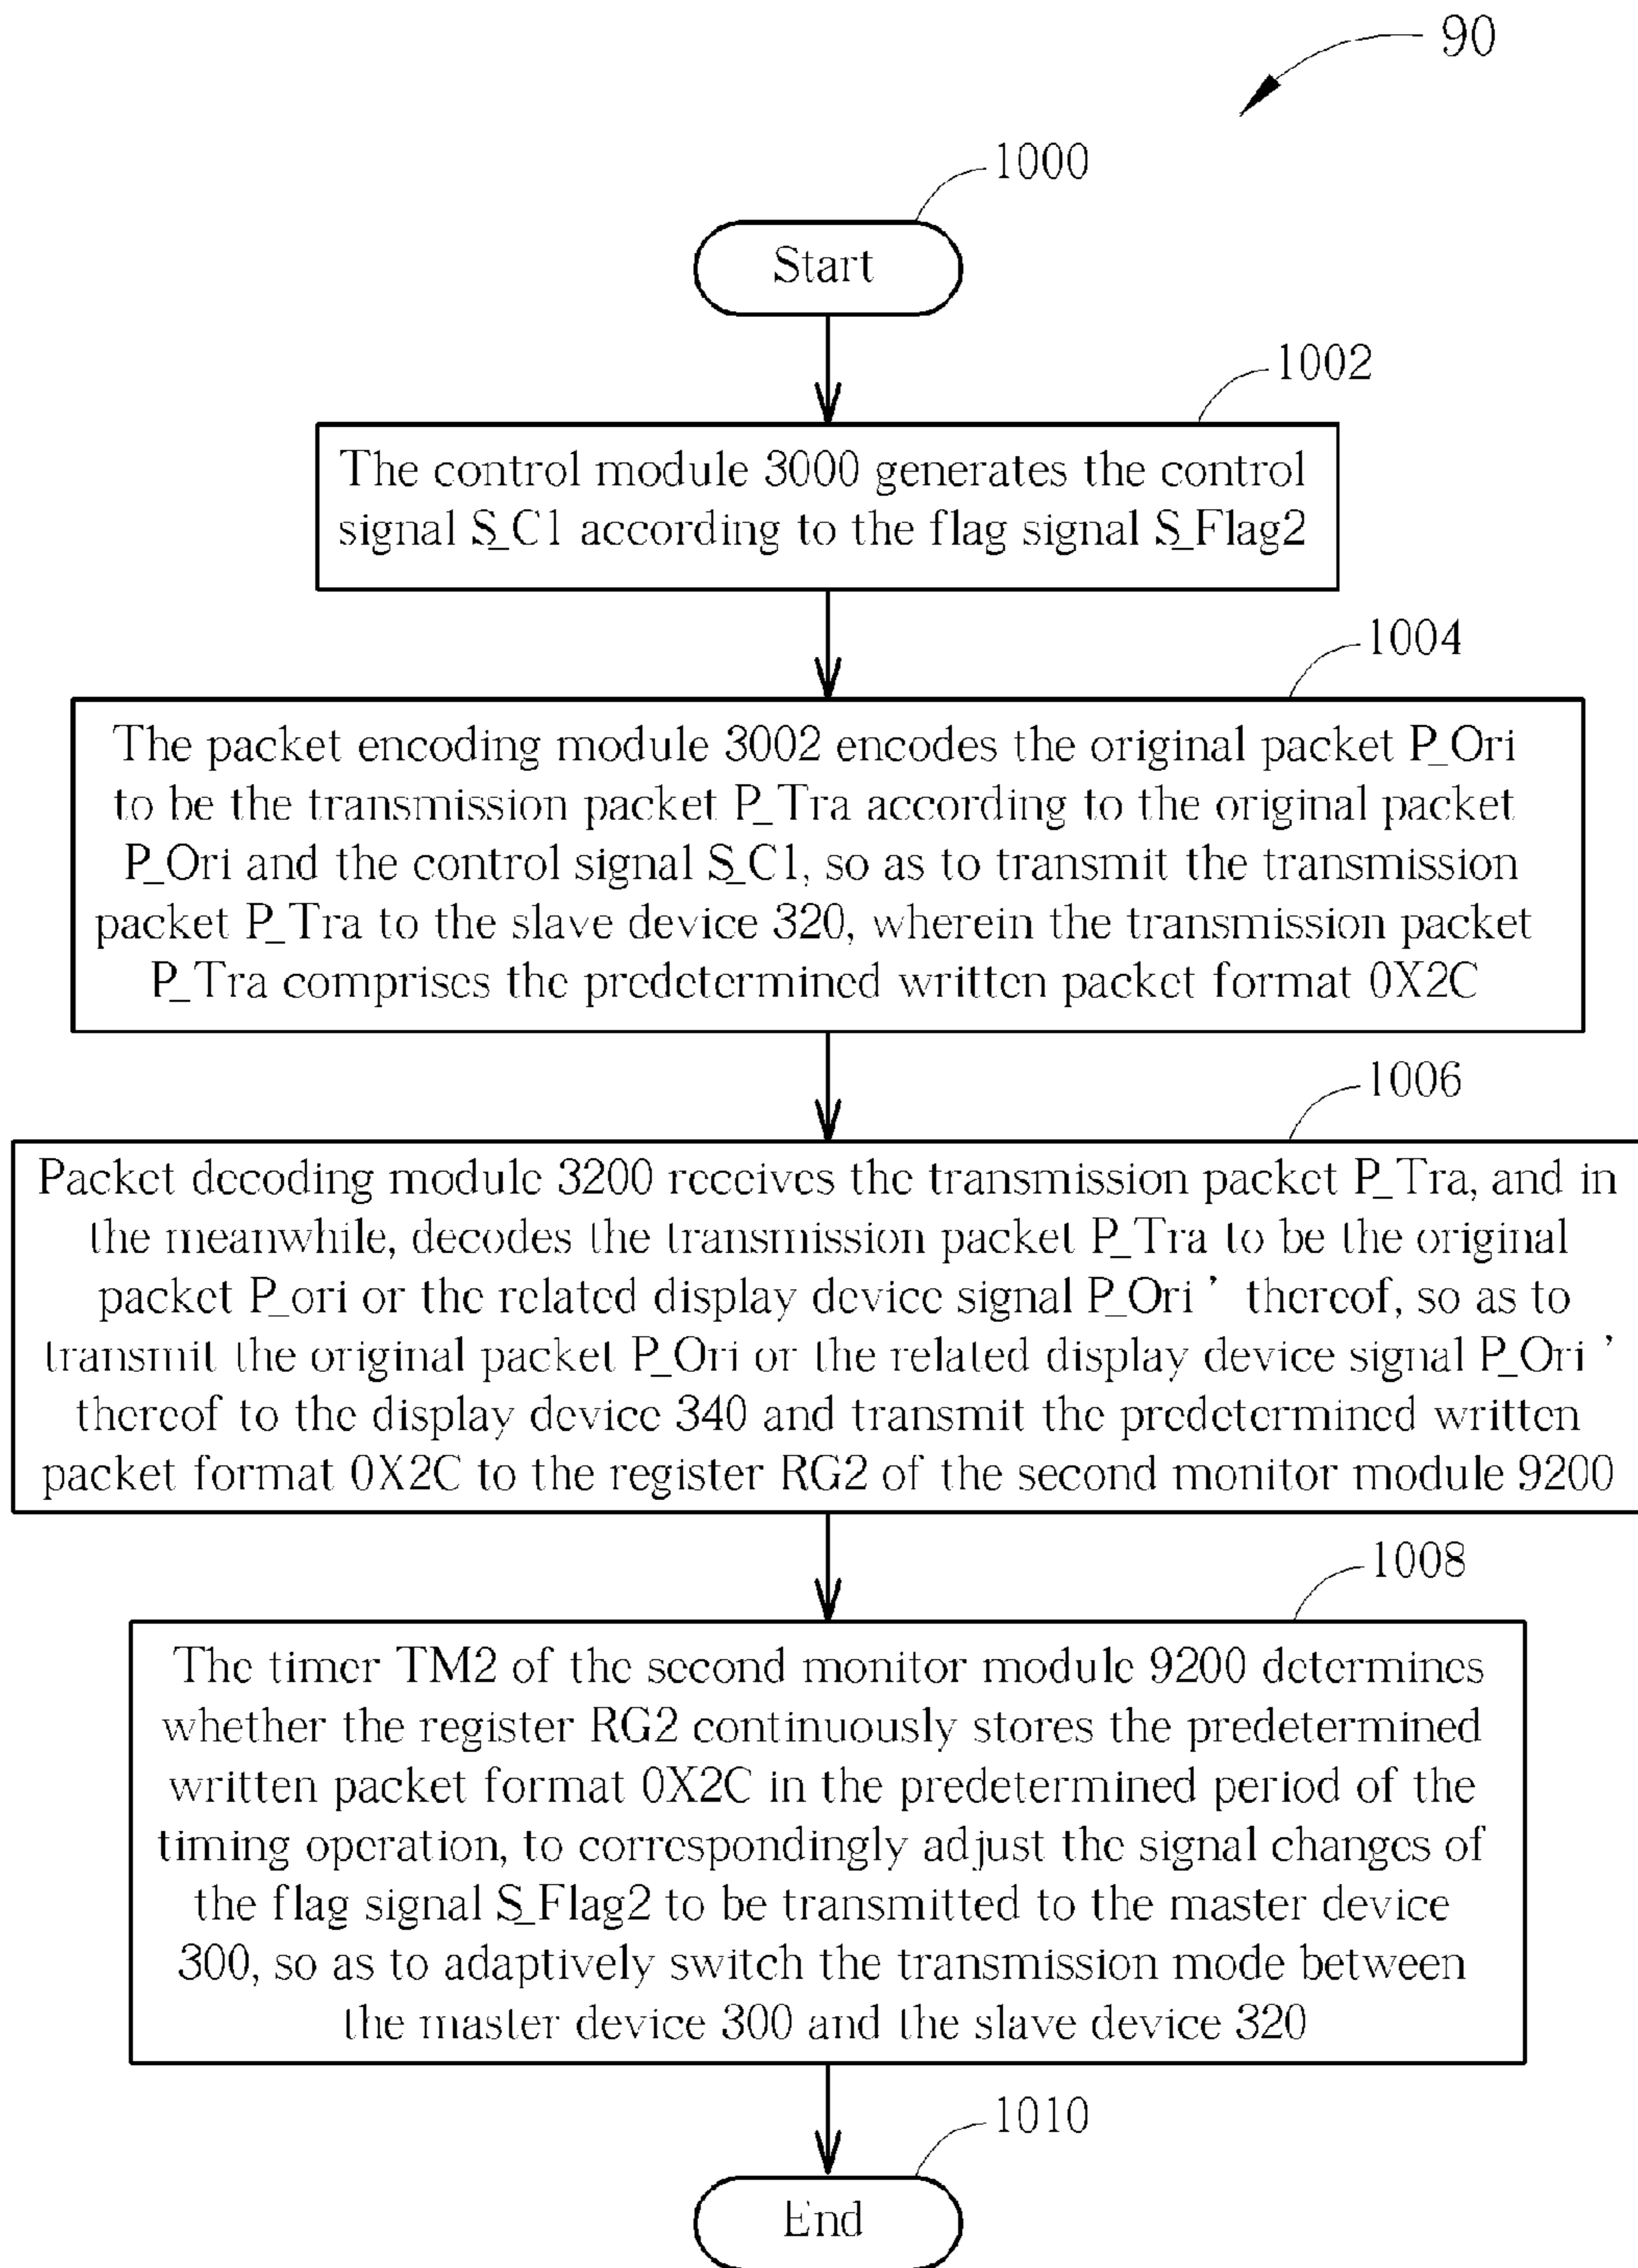 90
1000
Start
1002
The control module 3000 generates the control
signal S_C1 according to the flag signal S_Flag2
1004
The packet encoding module 3002 encodes the original packet P_Ori
to be the transmission packet P_Tra according to the original packet
P_Ori and the control signal S_C1, so as to transmit the transmission
packet P_Tra to the slave device 320, wherein the transmission packet
P_Tra comprises the predetermined written packet format 0X2C
1006
Packet decoding module 3200 receives the transmission packet P_Tra, and in
the meanwhile, decodes the transmission packet P_Tra to be the original
packet P_ori or the related display device signal P_Ori’ thereof, so as to
transmit the original packet P_Ori or the related display device signal P_Ori’
thereof to the display device 340 and transmit the predetermined written
packet format 0X2C to the register RG2 of the second monitor module 9200
1008
The timer TM2 of the second monitor module 9200 determines
whether the register RG2 continuously stores the predetermined
written packet format 0X2C in the predetermined period of the
timing operation, to correspondingly adjust the signal changes of
the flag signal S_Flag2 to be transmitted to the master device
300, so as to adaptively switch the transmission mode between
the master device 300 and the slave device 320
1010
End